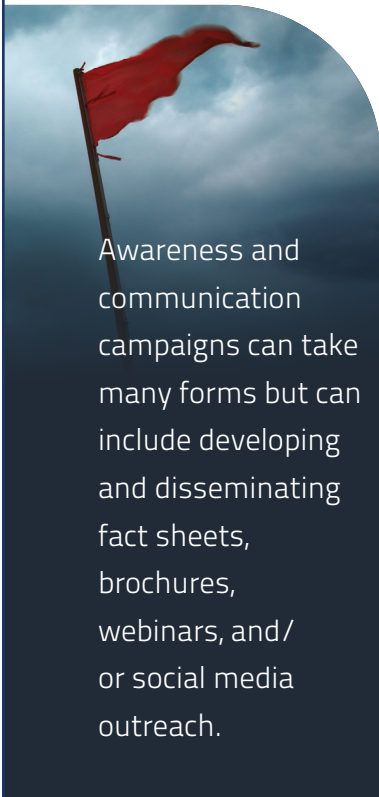 Awareness and
communication
campaigns can take
many forms but can
include developing
and disseminating
fact sheets,
brochures,
webinars, and/
or social media
outreach.